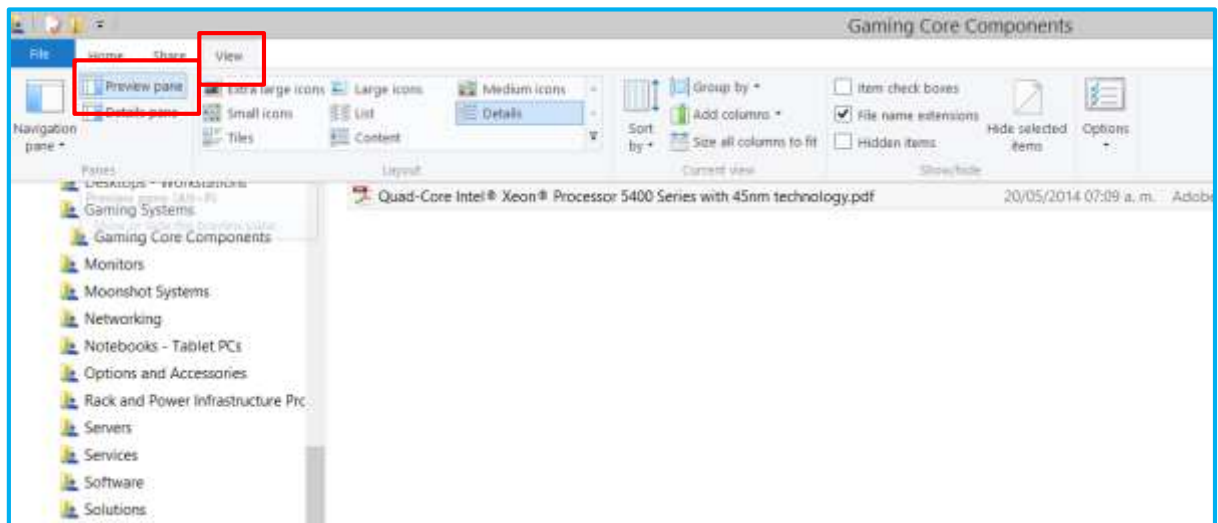 Gaming Core Components
File Home Share View
Navigation pane
Preview pane
Details pane
Extra large icons Large icons Medium icons
Small icons List Details
Tiles Content
Sort by
Group by
Add columns
Size all columns to fit
Item check boxes
File name extensions
Hidden items
Hide selected items
Options
Panes Layout Current view Show/hide
Desktops - Workstations
Gaming Systems
Gaming Core Components
Monitors
Moonshot Systems
Networking
Notebooks - Tablet PCs
Options and Accessories
Rack and Power Infrastructure Prc
Servers
Services
Software
Solutions
Quad-Core Intel® Xeon® Processor 5400 Series with 45nm technology.pdf 20/05/2014 07:09 a. m. Adobe